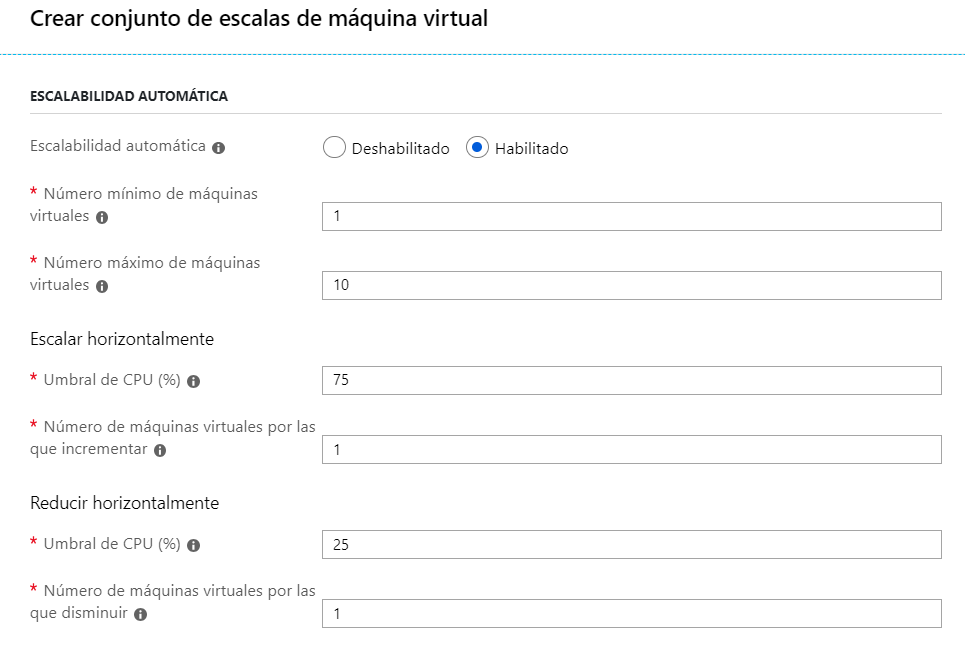 Crear conjunto de escalas de máquina virtual
ESCALABILIDAD AUTOMÁTICA
Escalabilidad automática
Deshabilitado
Habilitado
* Número mínimo de máquinas
virtuales
1
* Número máximo de máquinas
virtuales
10
Escalar horizontalmente
* Umbral de CPU (%)
75
* Número de máquinas virtuales por las
que incrementar
1
Reducir horizontalmente
* Umbral de CPU (%)
25
* Número de máquinas virtuales por las
que disminuir
1